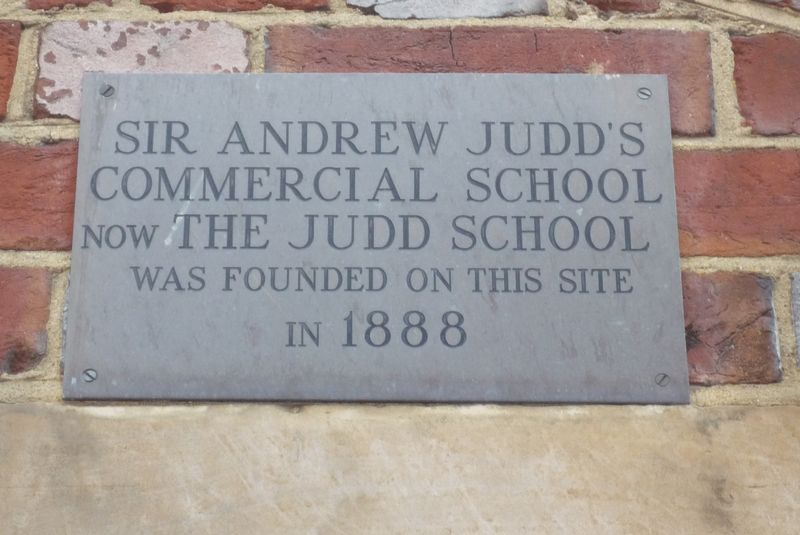 SIR ANDREW JUDD'S
COMMERCIAL SCHOOL
NOW THE JUDD SCHOOL
WAS FOUNDED ON THIS SITE
IN 1888